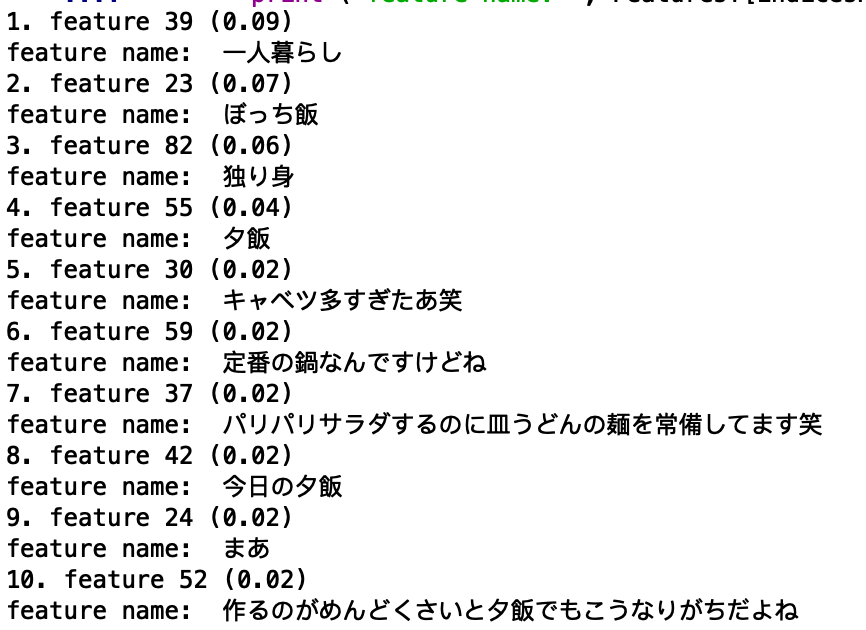 1. feature 39 (0.09)
feature name:  一人暮らし
2. feature 23 (0.07)
feature name:  ぼっち飯
3. feature 82 (0.06)
feature name:  独り身
4. feature 55 (0.04)
feature name:  夕飯
5. feature 30 (0.02)
feature name:  キャベツ多すぎたあ笑
6. feature 59 (0.02)
feature name:  定番の鍋なんですけどね
7. feature 37 (0.02)
feature name:  パリパリサラダするのに皿うどんの麺を常備してます笑
8. feature 42 (0.02)
feature name:  今日の夕飯
9. feature 24 (0.02)
feature name:  まあ
10. feature 52 (0.02)
feature name:  作るのがめんどくさいと夕飯でもこうなりがちだよね